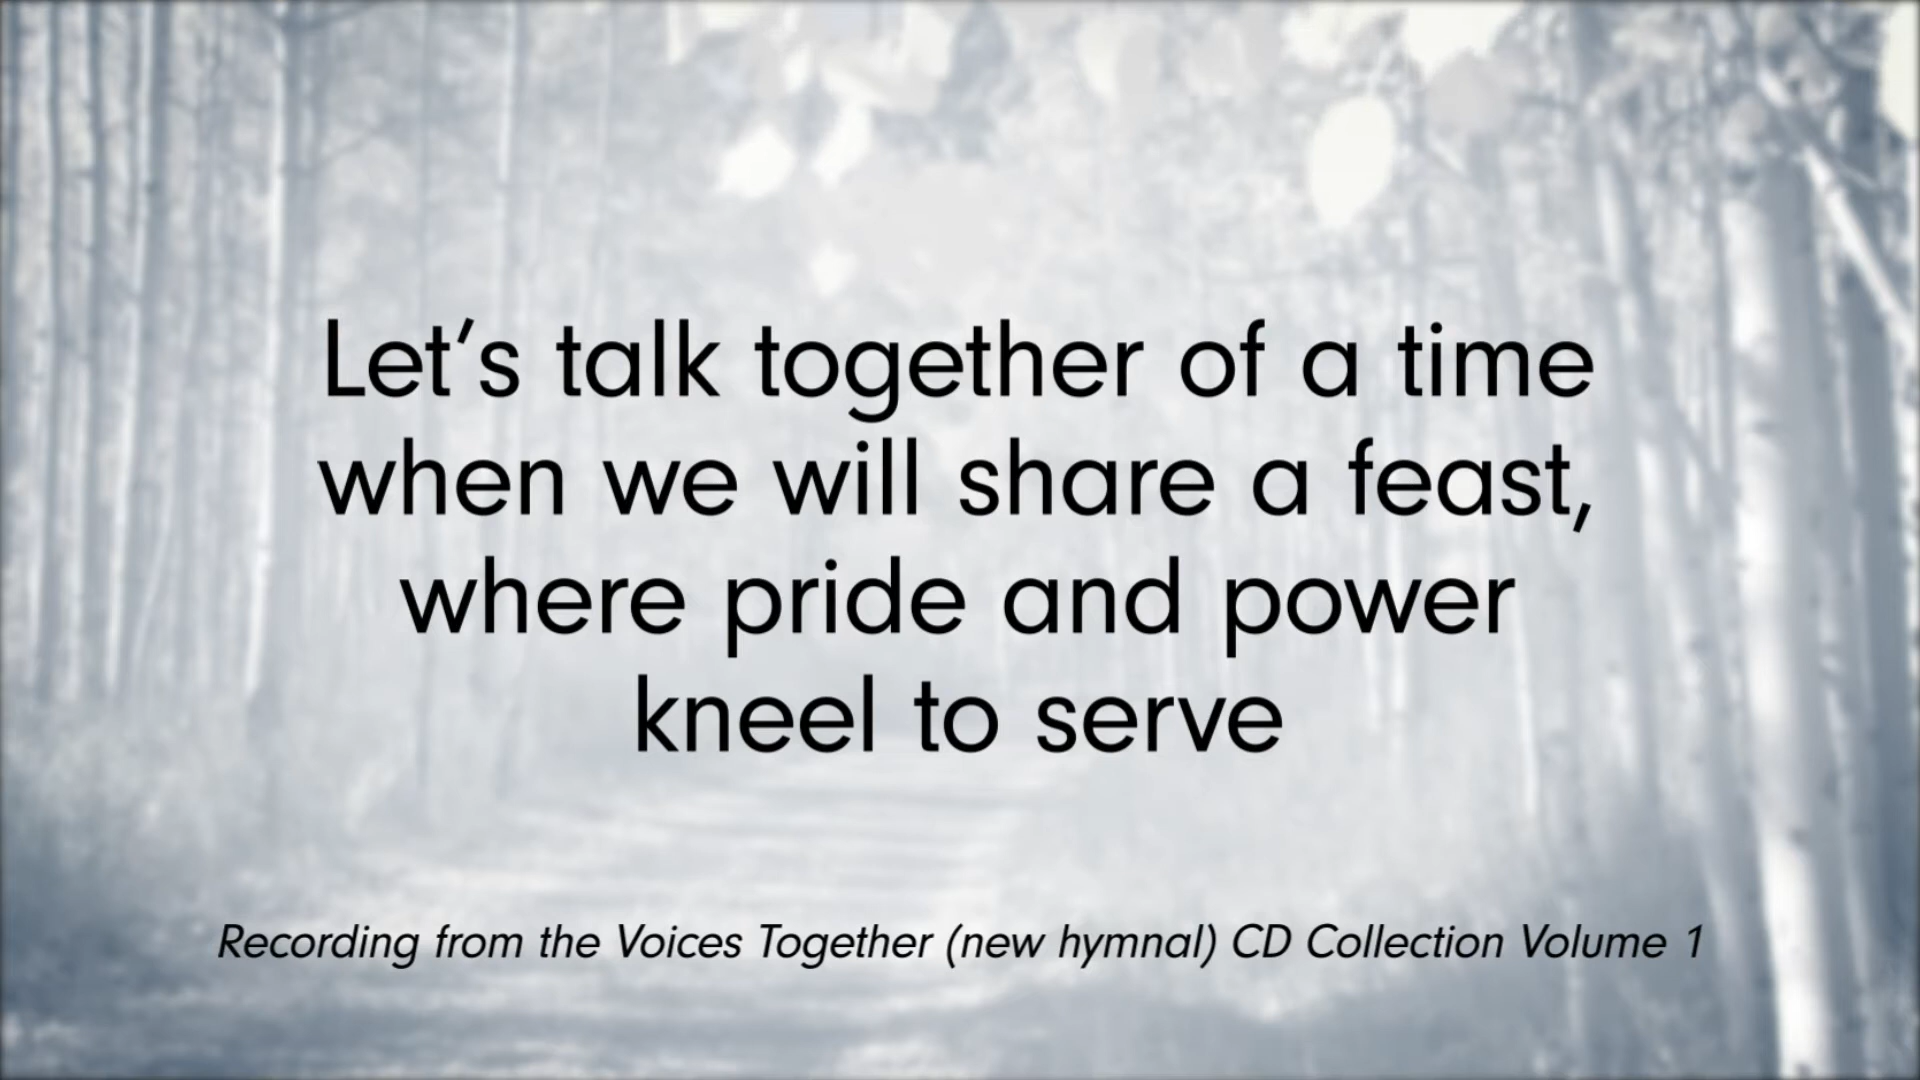 Let’s talk together of a time
when we will share a feast,
where pride and power
kneel to serve
Recording from the Voices Together (new hymnal) CD Collection Volume 1